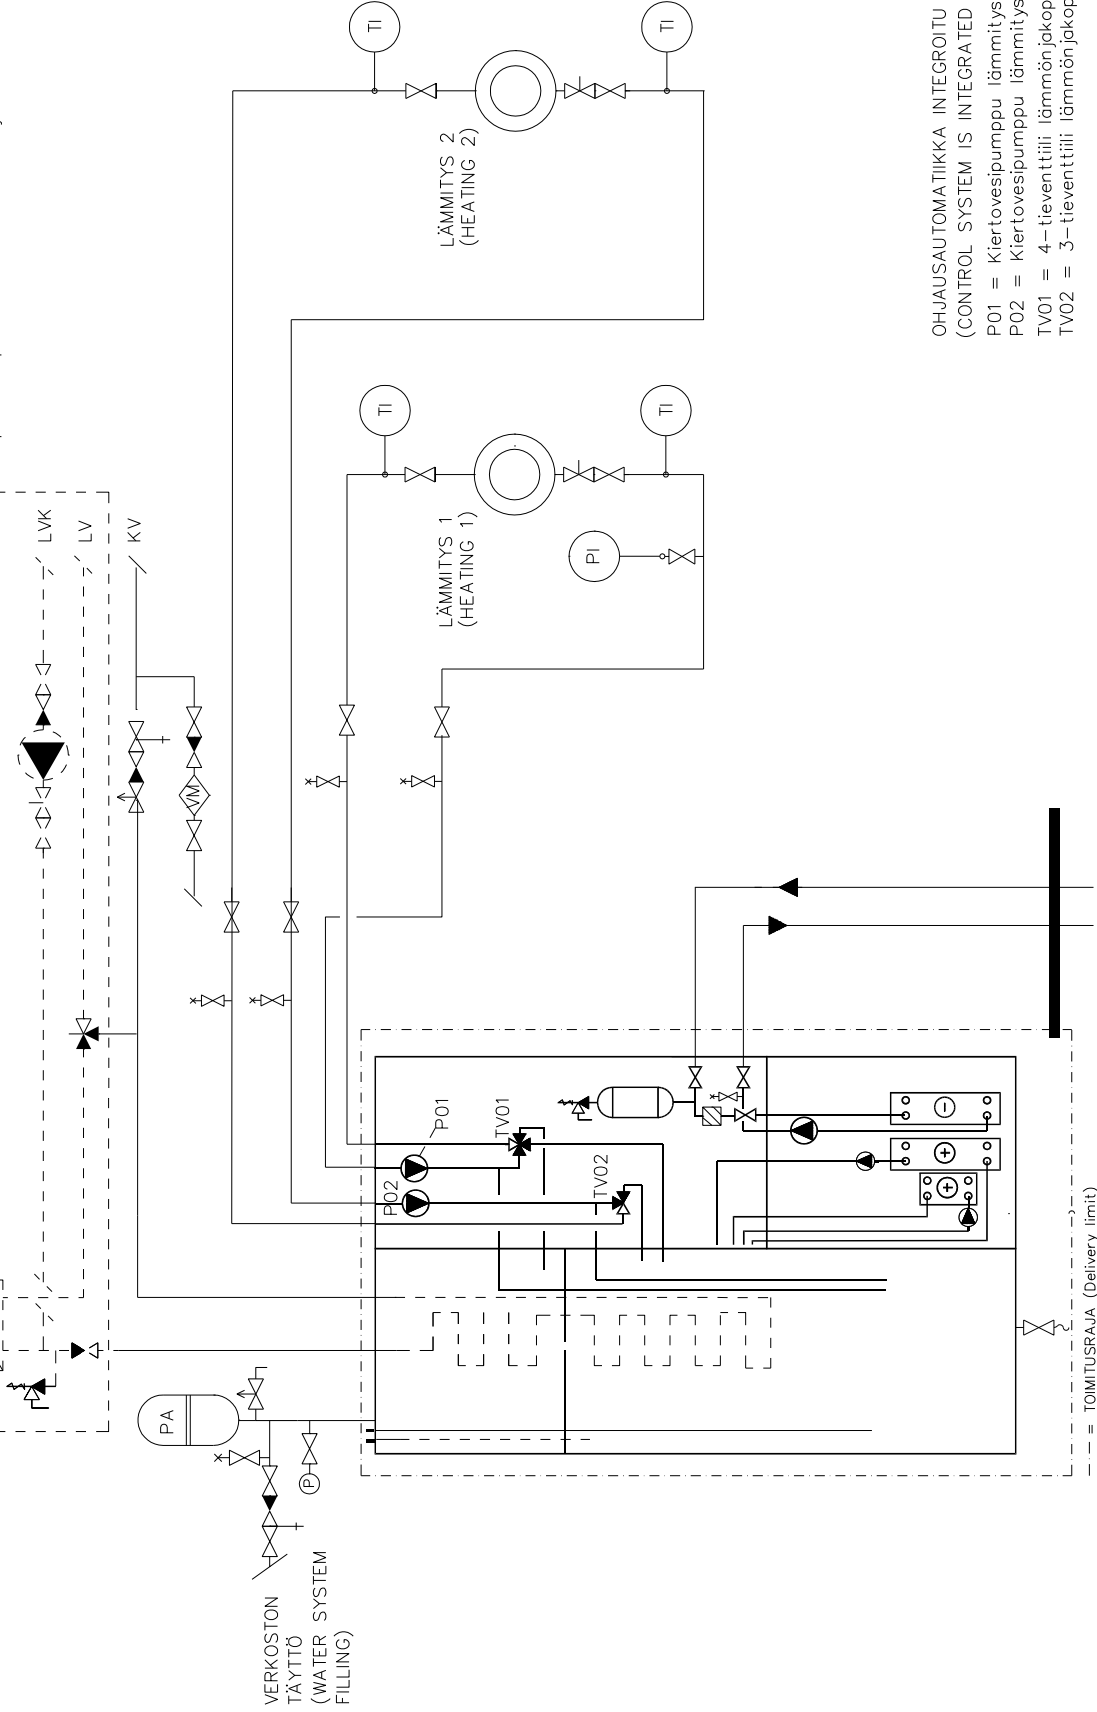 TI
TI
LÄMMITYS 2
(HEATING 2)
OHJAUSAUTOMATIIKKA INTEGROITU
(CONTROL SYSTEM IS INTEGRATED
P01 = Kiertovesipumppu lämmitys
P02 = Kiertovesipumppu lämmitys
TV01 = 4-tieventtiili lämmönjakop
TV02 = 3-tieventtiili lämmönjakop
TI
TI
LÄMMITYS 1
(HEATING 1)
PI
LVK
LV
KV
VM
P01
TV01
P02
TV02
PA
P
VERKOSTON
TÄYTTÖ
(WATER SYSTEM
FILLING)
= TOIMITUSRAJA (Delivery limit)